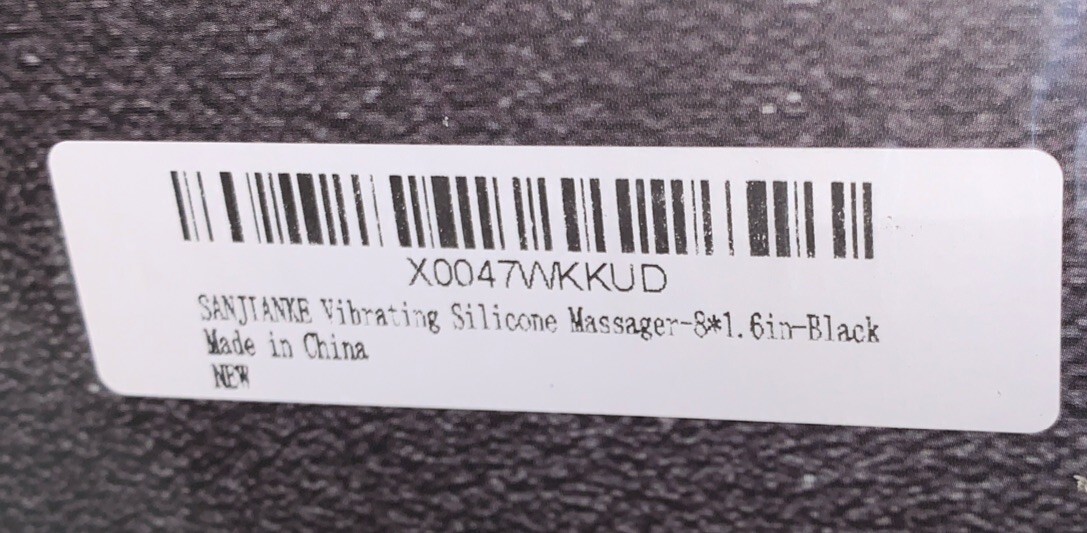 X0047WKKUD
SANJIANKE Vibrating Silicone Massager-8*1.6in-Black
Made in China
NEW